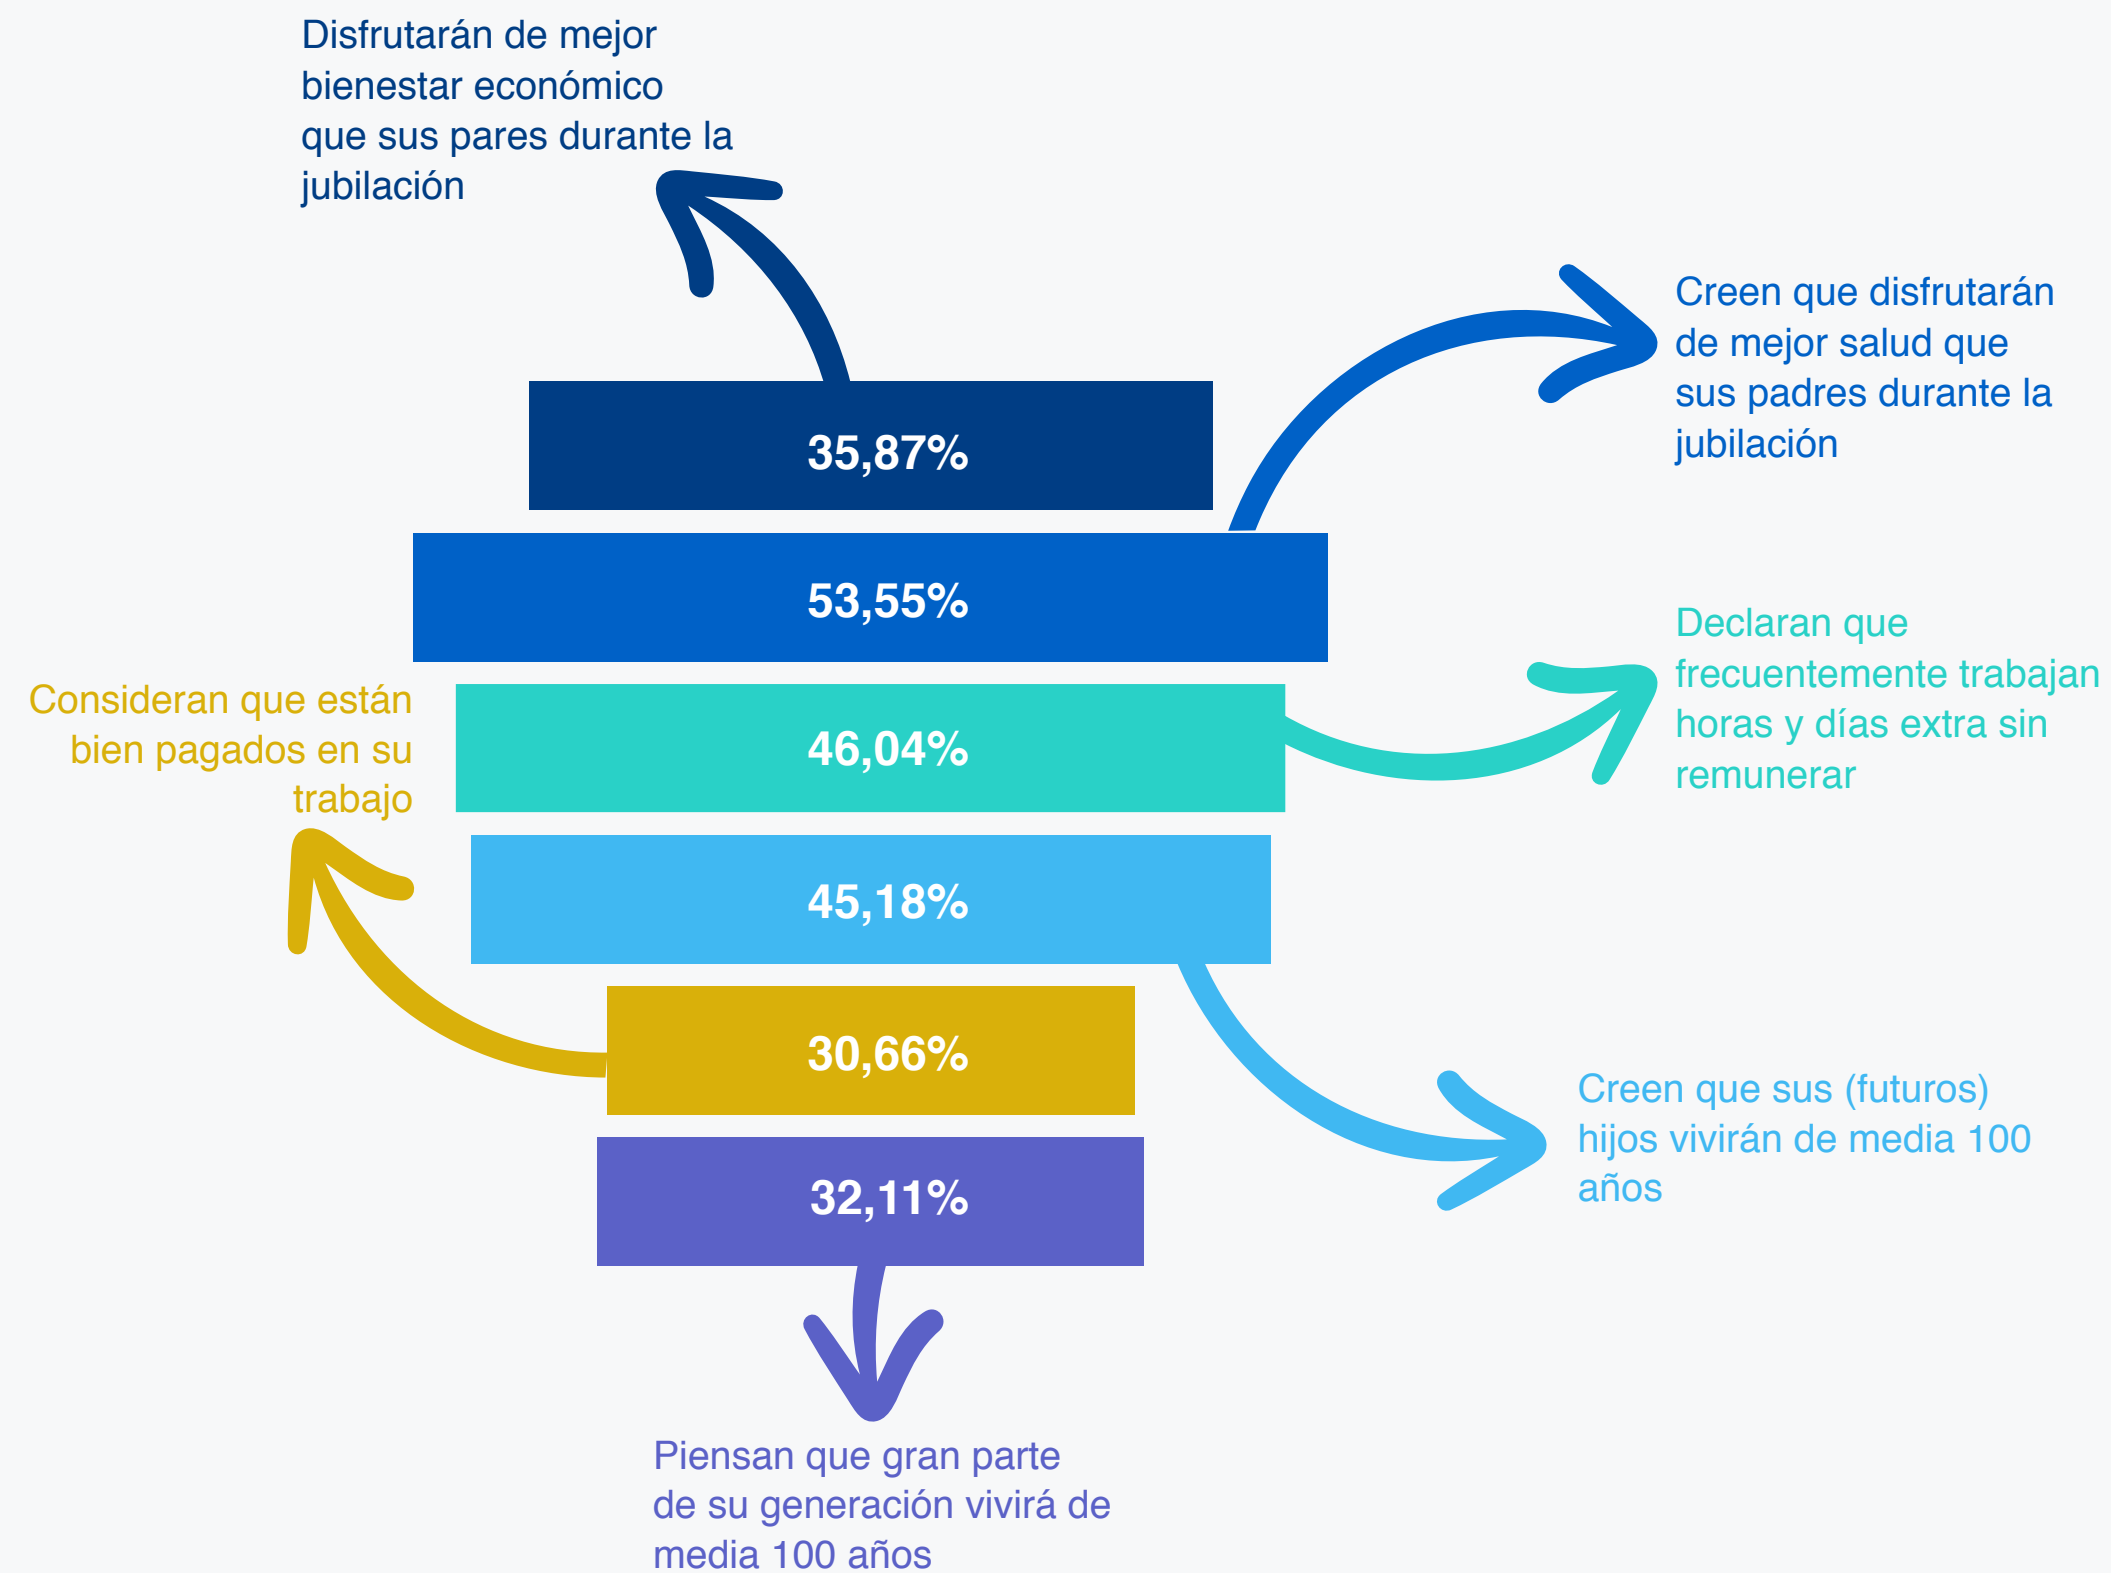 Disfrutarán de mejor
bienestar económico
que sus pares durante la
jubilación
35,87%
Creen que disfrutarán
de mejor salud que
sus padres durante la
jubilación
53,55%
Declaran que
frecuentemente trabajan
horas y días extra sin
remunerar
46,04%
Consideran que están
bien pagados en su
trabajo
45,18%
30,66%
Creen que sus (futuros)
hijos vivirán de media 100
años
32,11%
Piensan que gran parte
de su generación vivirá de
media 100 años